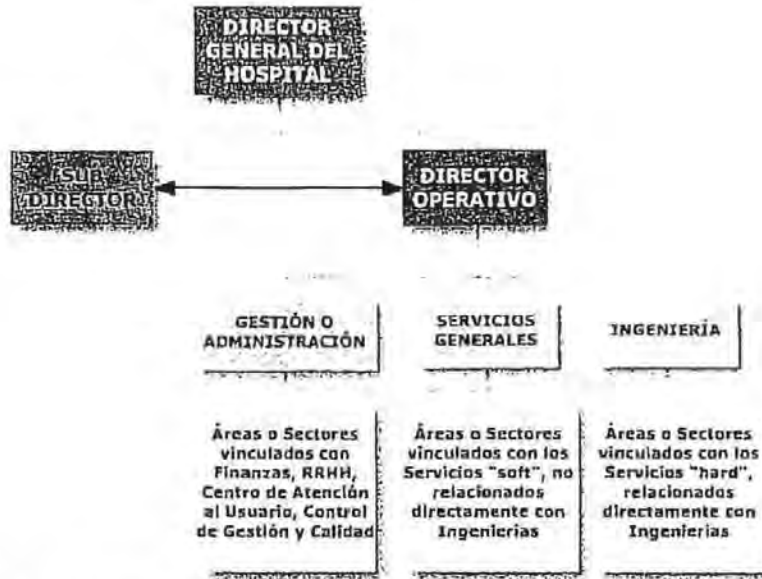 DIRECTOR
GENERAL DEL
HOSPITAL
SUB
DIRECTOR
DIRECTOR
OPERATIVO
GESTIÓN O
ADMINISTRACIÓN
SERVICIOS
GENERALES
INGENIERÍA
Áreas o Sectores
vinculados con
Finanzas, RRHH,
Centro de Atención
al Usuario, Control
de Gestión y Calidad
Áreas o Sectores
vinculados con los
Servicios "soft", no
relacionados
directamente con
Ingenierias
Áreas o Sectores
vinculados con los
Servicios "hard",
relacionados
directamente con
Ingenierias